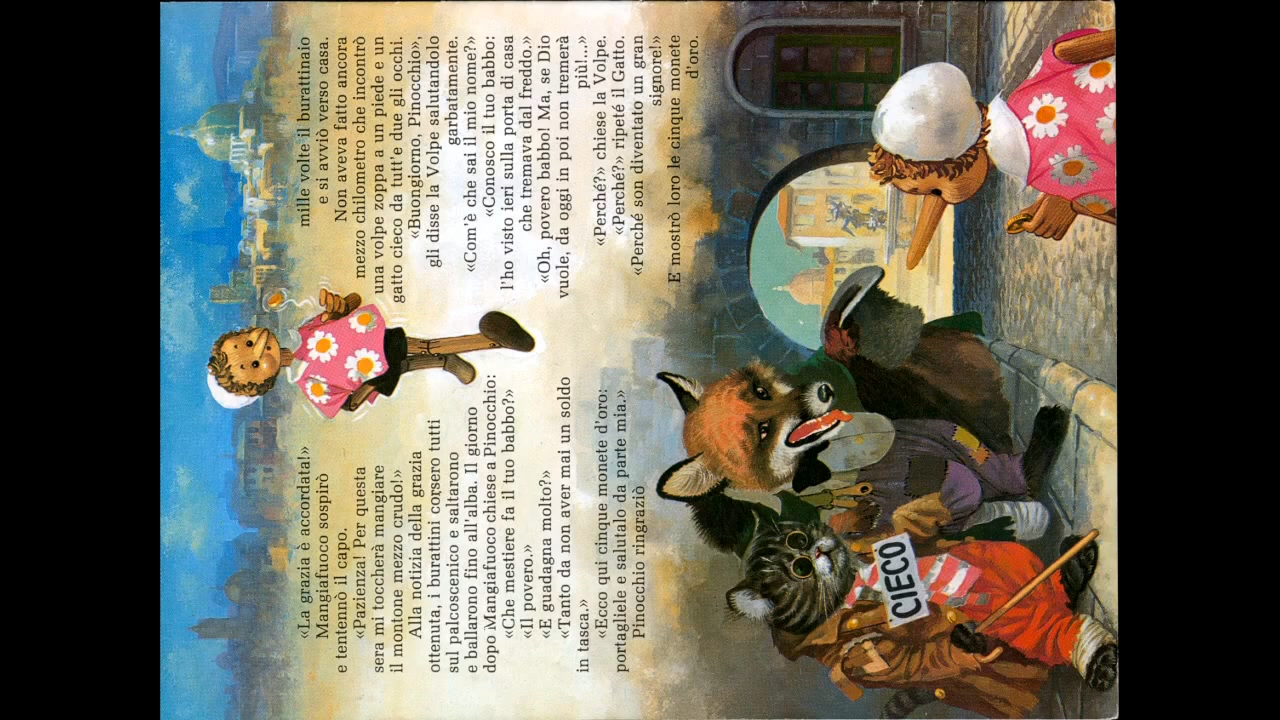 «La grazia è accordata!»
Mangiafuoco sospirò
e tentennò il capo.
«Pazienza! Per questa
sera mi toccherà mangiare
il montone mezzo crudo!»
Alla notizia della grazia
ottenuta, i burattini corsero tutti
sul palcoscenico e saltarono
e ballarono fino all'alba. Il giorno
dopo Mangiafuoco chiese a Pinocchio:
«Che mestiere fa il tuo babbo?»
«Il povero.»
«E guadagna molto?»
«Tanto da non aver mai un soldo
in tasca.»
«Ecco qui cinque monete d'oro:
portagliele e salutalo da parte mia.»
Pinocchio ringraziò
mille volte il burattinaio
e si avviò verso casa.
Non aveva fatto ancora
mezzo chilometro che incontrò
una volpe zoppa a un piede e un
gatto cieco da tutt'e due gli occhi.
«Buongiorno, Pinocchio»,
gli disse la Volpe salutandolo
garbatamente.
«Com'è che sai il mio nome?»
«Conosco il tuo babbo:
l'ho visto ieri sulla porta di casa
che tremava dal freddo.»
«Oh, povero babbo! Ma, se Dio
vuole, da oggi in poi non tremerà
più!...»
«Perché?» chiese la Volpe.
«Perché?» ripeté il Gatto.
«Perché son diventato un gran
signore!»
E mostrò loro le cinque monete
d'oro.
CIECO